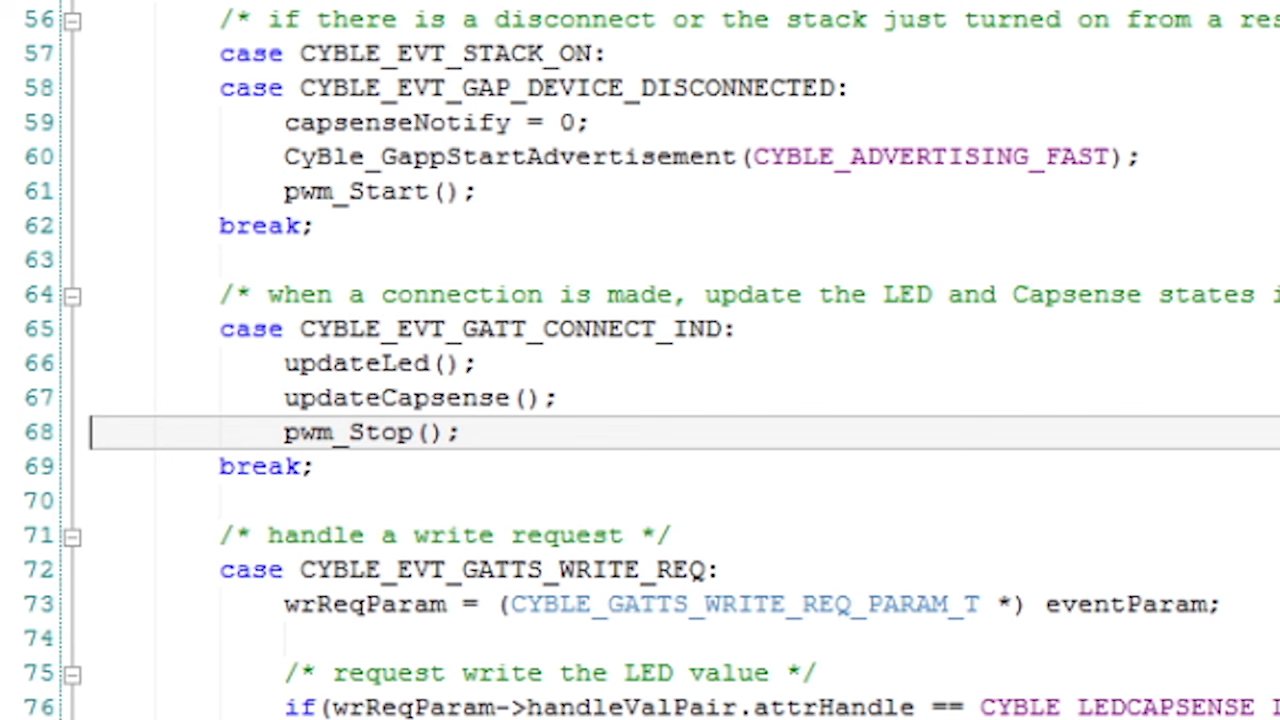 56 /* if there is a disconnect or the stack just turned on from a
57 case CYBLE_EVT_STACK_ON:
58 case CYBLE_EVT_GAP_DEVICE_DISCONNECTED:
59 capsenseNotify = 0;
60 CyBle_GappStartAdvertisement(CYBLE_ADVERTISING_FAST);
61 pwm_Start();
62 break;
63
64 /* when a connection is made, update the LED and Capsense states
65 case CYBLE_EVT_GATT_CONNECT_IND:
66 updateLed();
67 updateCapsense();
68 pwm_Stop();
69 break;
70
71 /* handle a write request */
72 case CYBLE_EVT_GATTS_WRITE_REQ:
73 wrReqParam = (CYBLE_GATTS_WRITE_REQ_PARAM_T *) eventParam;
74
75 /* request write the LED value */
76 if(wrReqParam->handleValPair.attrHandle == CYBLE_LEDCAPSENSE